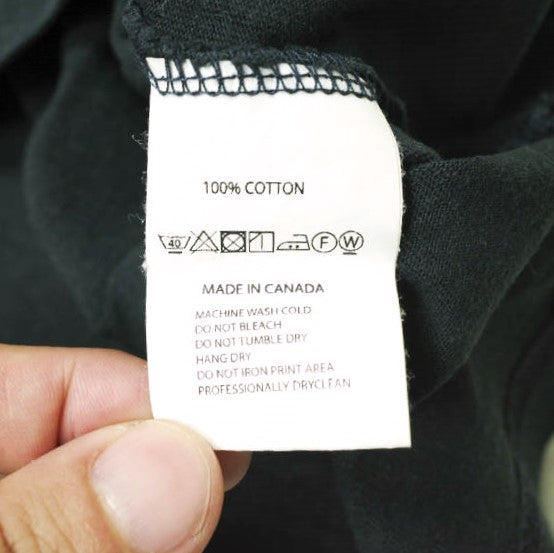 100% COTTON
40 F W
MADE IN CANADA
MACHINE WASH COLD
DO NOT BLEACH
DO NOT TUMBLE DRY
HANG DRY
DO NOT IRON PRINT AREA
PROFESSIONALLY DRYCLEAN